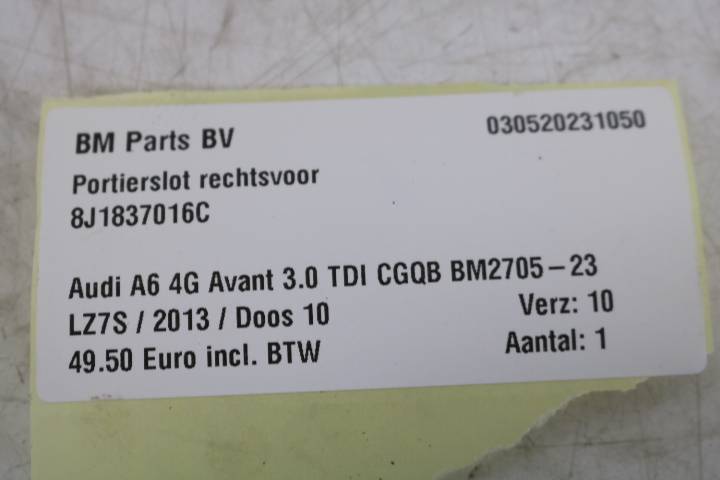 BM Parts BV
030520231050
Portierslot rechtsvoor
8J1837016C
Audi A6 4G Avant 3.0 TDI CGQB BM2705-23
LZ7S / 2013 / Doos 10
Verz: 10
49.50 Euro incl. BTW
Aantal: 1